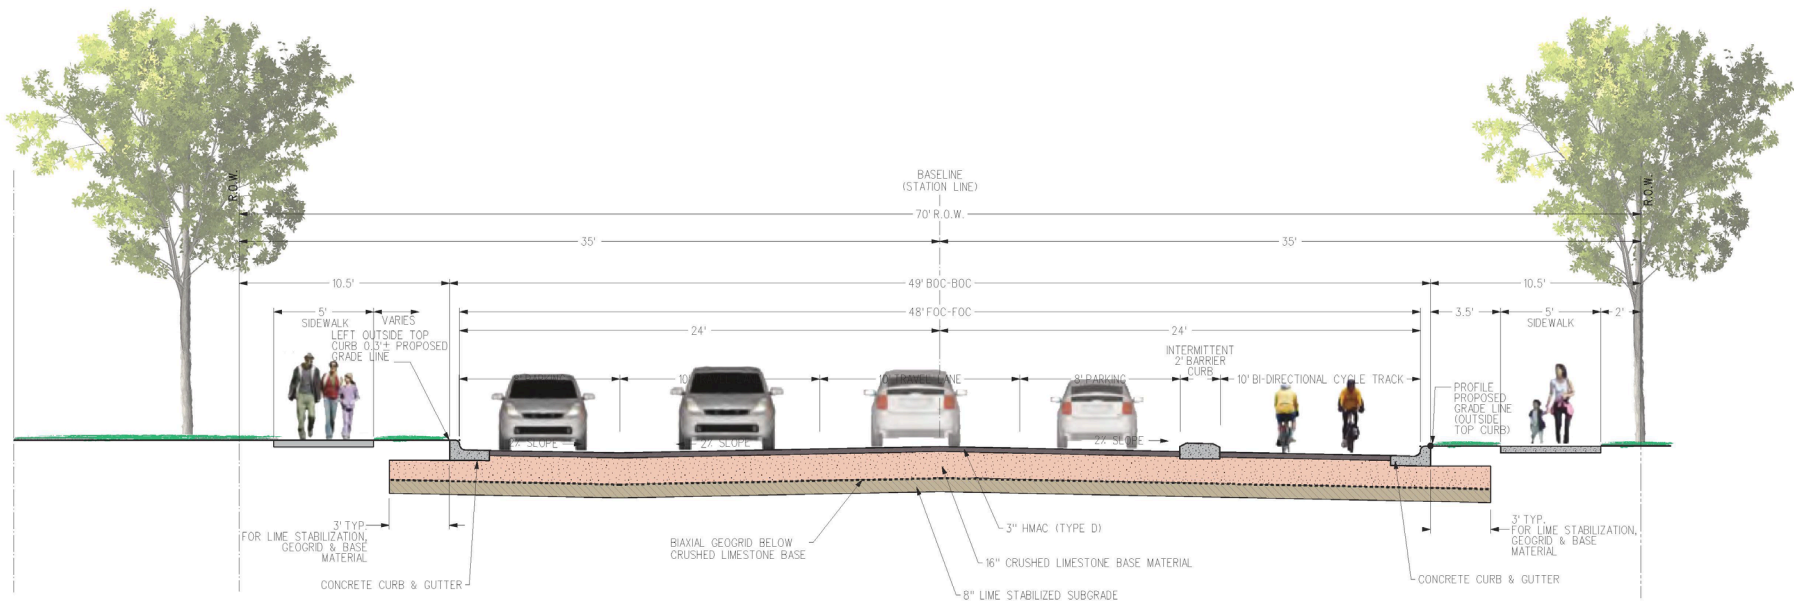 R.O.W.
R.O.W.
BASELINE
(STATION LINE)
70' R.O.W.
35'
35'
10.5'
49' BOC-BOC
10.5'
48' FOC-FOC
5'
SIDEWALK
VARIES
24'
24'
3.5'
5'
SIDEWALK
2'
LEFT OUTSIDE TOP
CURB 0.3'± PROPOSED
GRADE LINE
INTERMITTENT
2' BARRIER
CURB
10' TRAVEL LANE
8' PARKING
10' BI-DIRECTIONAL CYCLE TRACK
PROFILE
PROPOSED
GRADE LINE
(OUTSIDE
TOP CURB)
2% SLOPE
2% SLOPE
2% SLOPE
3' TYP.
FOR LIME STABILIZATION,
GEOGRID & BASE
MATERIAL
BIAXIAL GEOGRID BELOW
CRUSHED LIMESTONE BASE
3" HMAC (TYPE D)
3' TYP.
FOR LIME STABILIZATION,
GEOGRID & BASE
MATERIAL
16" CRUSHED LIMESTONE BASE MATERIAL
CONCRETE CURB & GUTTER
CONCRETE CURB & GUTTER
8" LIME STABILIZED SUBGRADE